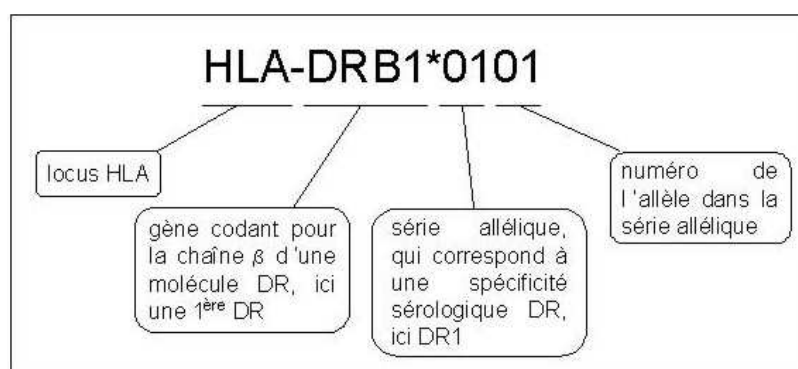 HLA-DRB1*0101
locus HLA
gène codant pour
la chaîne β d'une
molécule DR, ici
une 1ère DR
série allélique,
qui correspond à
une spécificité
sérologique DR,
ici DR1
numéro de
l'allèle dans la
série allélique